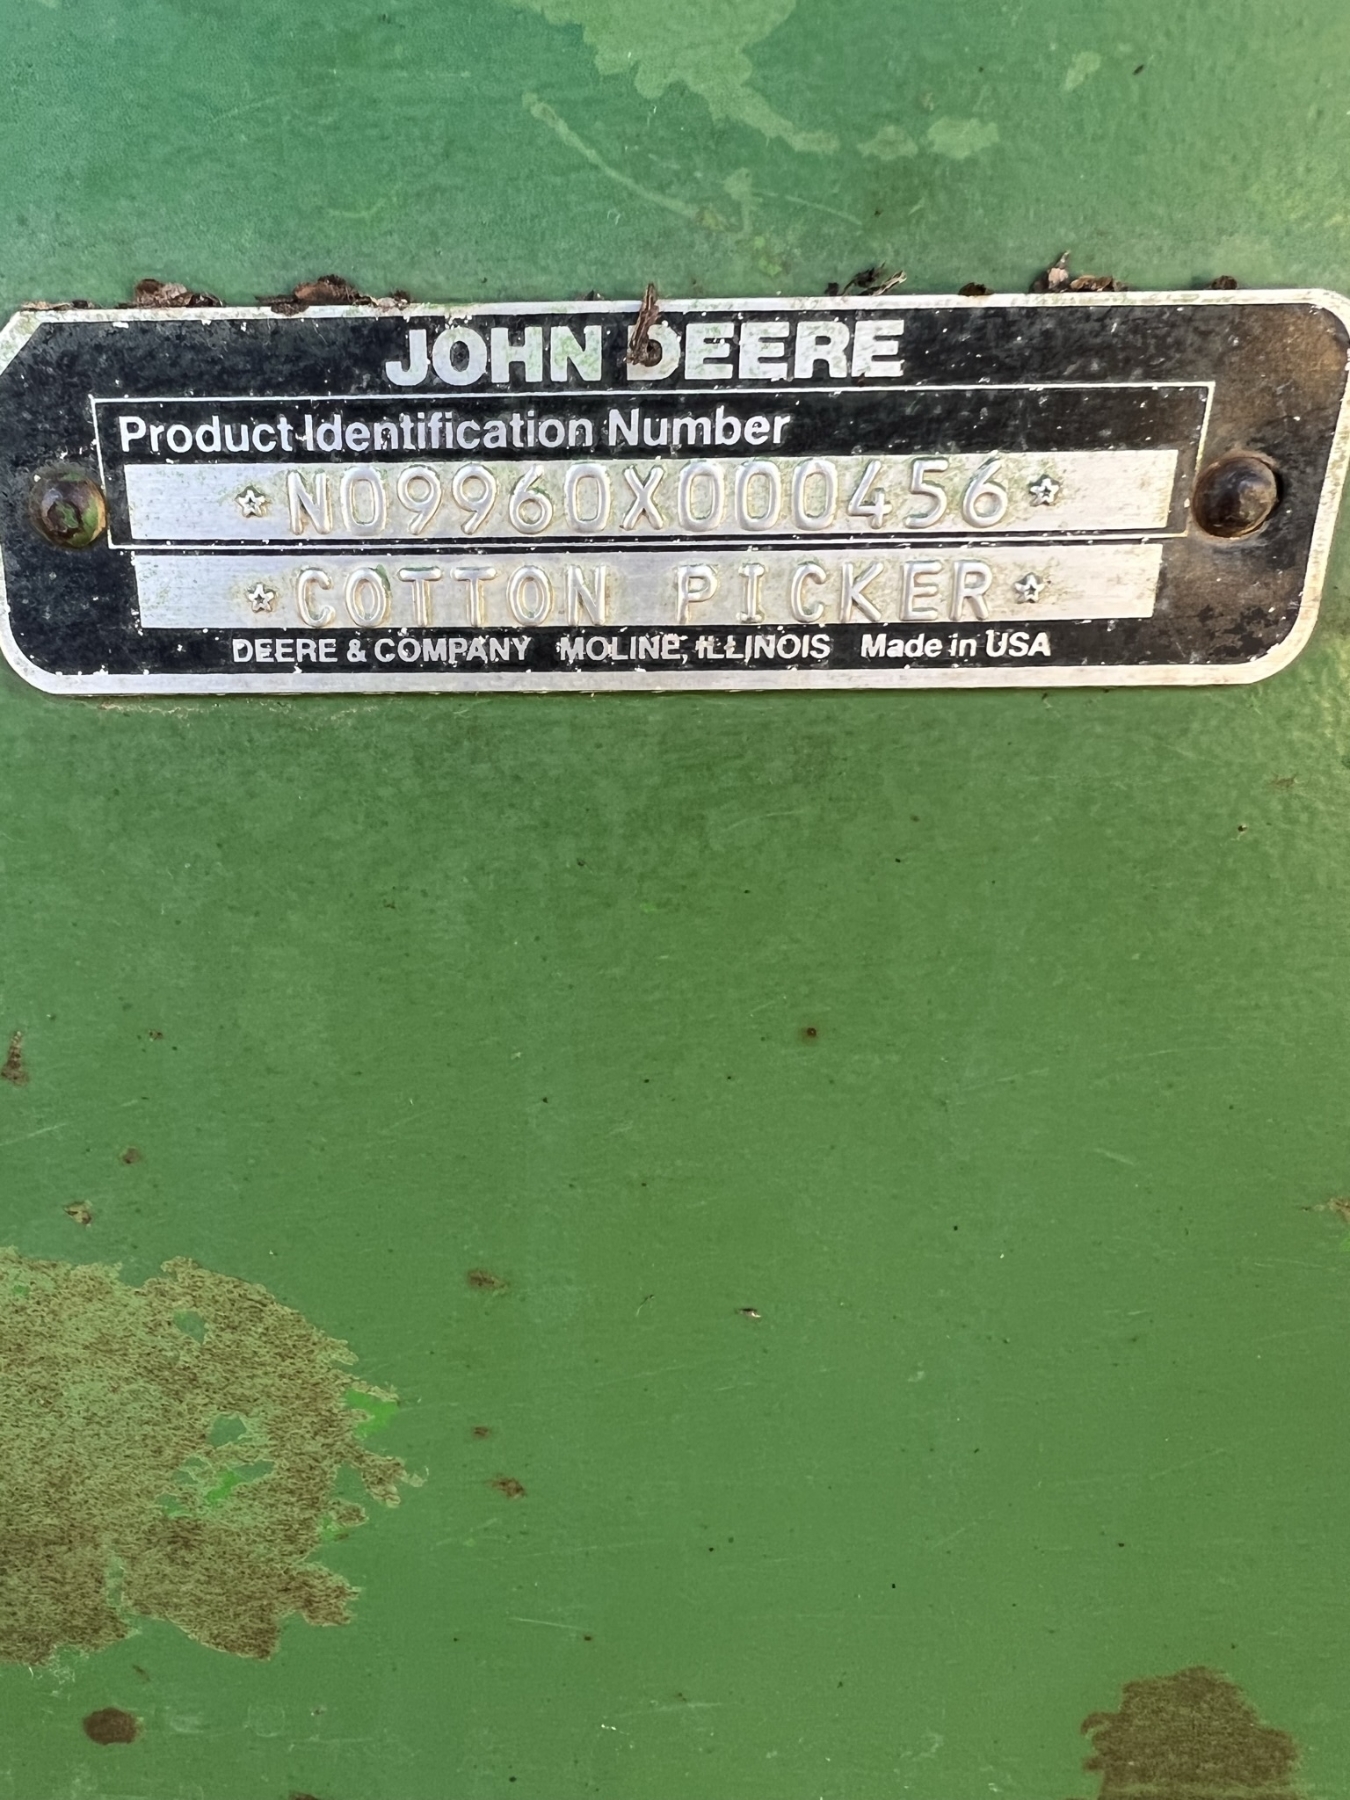 JOHN DEERE
Product Identification Number
☆N09960X000456☆
☆COTTON PICKER☆
DEERE & COMPANY MOLINE, ILLINOIS Made in USA